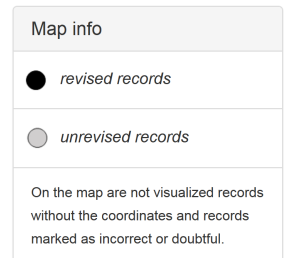 Map info
revised records
unrevised records
On the map are not visualized records
without the coordinates and records
marked as incorrect or doubtful.